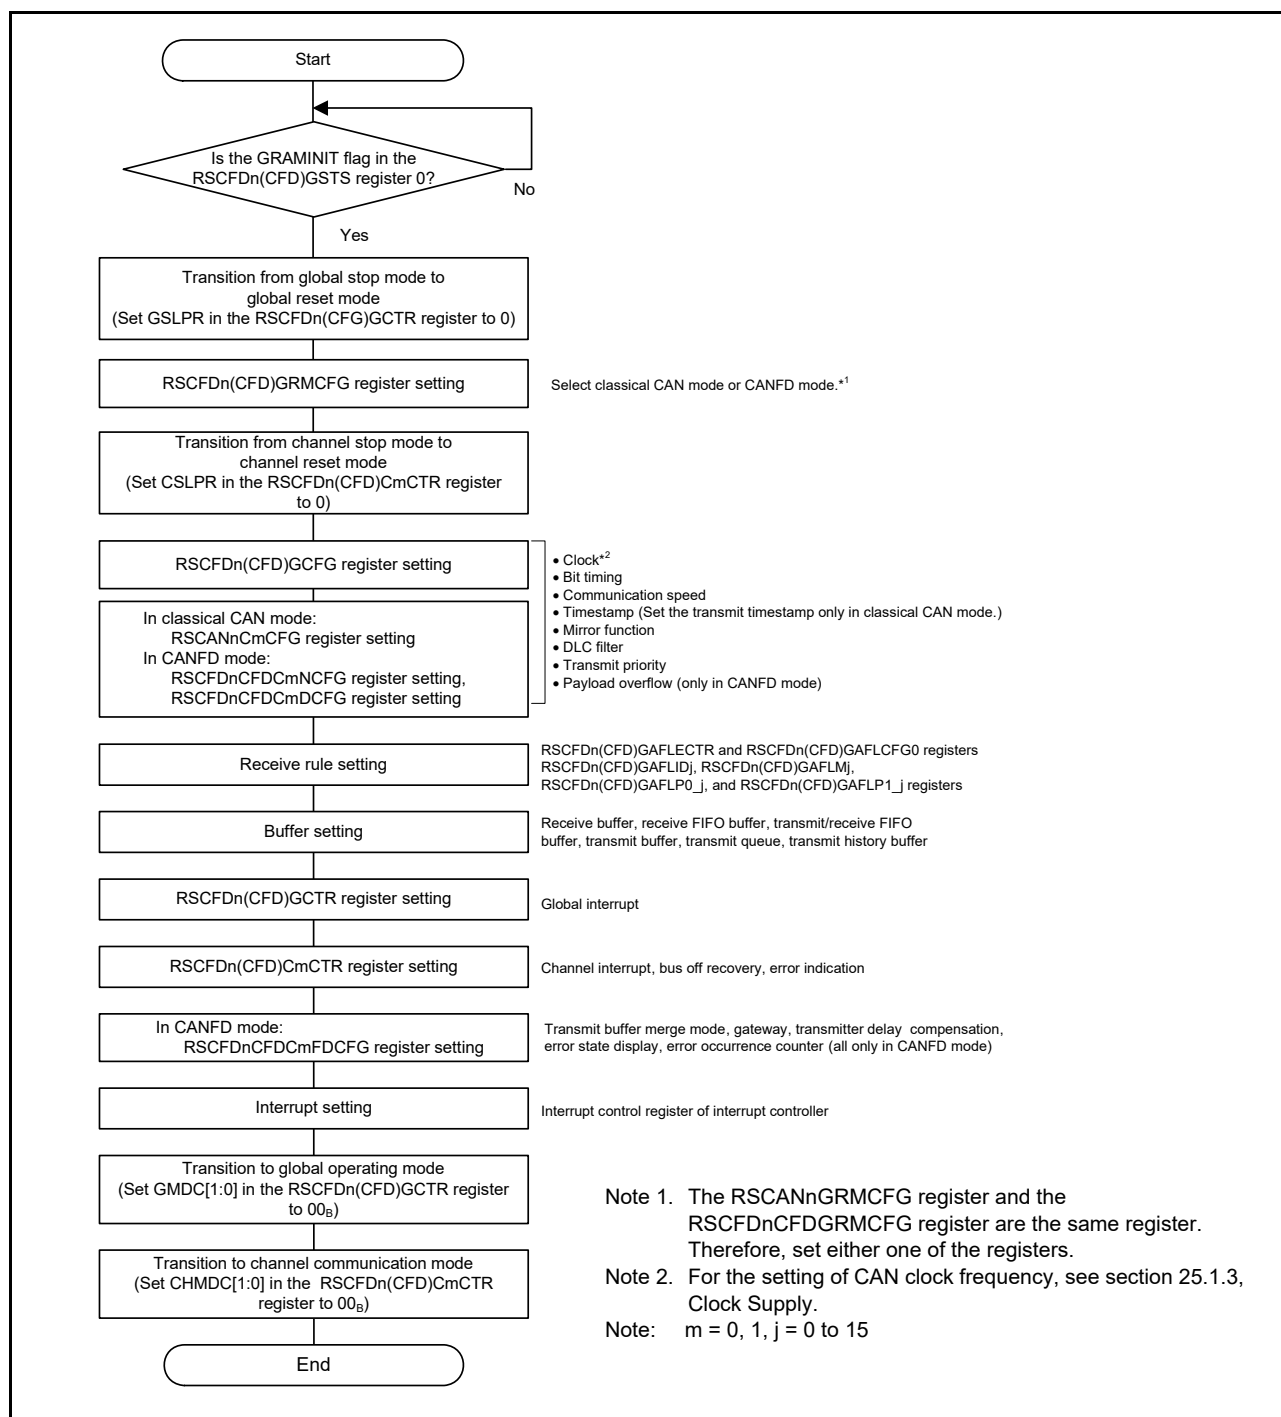 Start
Is the GRAMINIT flag in the
RSCFDn(CFD)GSTS register 0?
No
Yes
Transition from global stop mode to
global reset mode
(Set GSLPR in the RSCFDn(CFG)GCTR register to 0)
RSCFDn(CFD)GRMCFG register setting
Select classical CAN mode or CANFD mode.*1
Transition from channel stop mode to
channel reset mode
(Set CSLPR in the RSCFDn(CFD)CmCTR register
to 0)
RSCFDn(CFD)GCFG register setting
In classical CAN mode:
RSCANnCmCFG register setting
In CANFD mode:
RSCFDnCFDCmNCFG register setting,
RSCFDnCFDCmDCFG register setting
• Clock*2
• Bit timing
• Communication speed
• Timestamp (Set the transmit timestamp only in classical CAN mode.)
• Mirror function
• DLC filter
• Transmit priority
• Payload overflow (only in CANFD mode)
Receive rule setting
RSCFDn(CFD)GAFLECTR and RSCFDn(CFD)GAFLCFG0 registers
RSCFDn(CFD)GAFLIDj, RSCFDn(CFD)GAFLMj,
RSCFDn(CFD)GAFLP0_j, and RSCFDn(CFD)GAFLP1_j registers
Buffer setting
Receive buffer, receive FIFO buffer, transmit/receive FIFO
buffer, transmit buffer, transmit queue, transmit history buffer
RSCFDn(CFD)GCTR register setting
Global interrupt
RSCFDn(CFD)CmCTR register setting
Channel interrupt, bus off recovery, error indication
In CANFD mode:
RSCFDnCFDCmFDCFG register setting
Transmit buffer merge mode, gateway, transmitter delay compensation,
error state display, error occurrence counter (all only in CANFD mode)
Interrupt setting
Interrupt control register of interrupt controller
Transition to global operating mode
(Set GMDC[1:0] in the RSCFDn(CFD)GCTR register
to 00B)
Transition to channel communication mode
(Set CHMDC[1:0] in the RSCFDn(CFD)CmCTR
register to 00B)
End
Note 1. The RSCANnGRMCFG register and the
RSCFDnCFDGRMCFG register are the same register.
Therefore, set either one of the registers.
Note 2. For the setting of CAN clock frequency, see section 25.1.3,
Clock Supply.
Note: m = 0, 1, j = 0 to 15